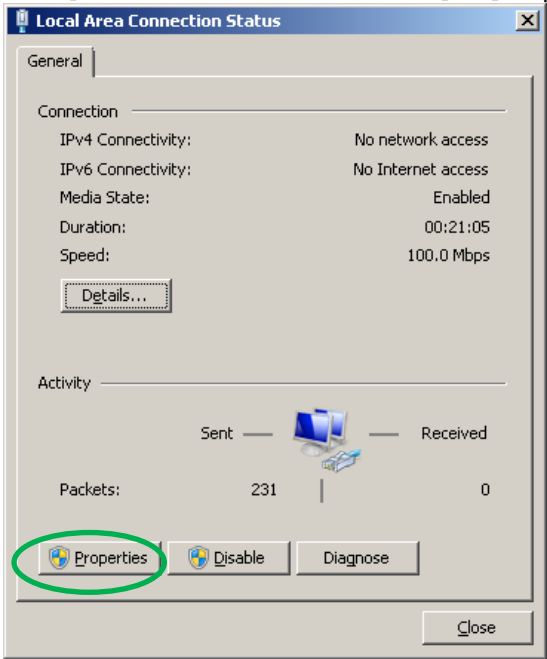 Local Area Connection Status
General
Connection
IPv4 Connectivity: No network access
IPv6 Connectivity: No Internet access
Media State: Enabled
Duration: 00:21:05
Speed: 100.0 Mbps
Details...
Activity
Sent Received
Packets: 231 0
Properties Disable Diagnose
Close